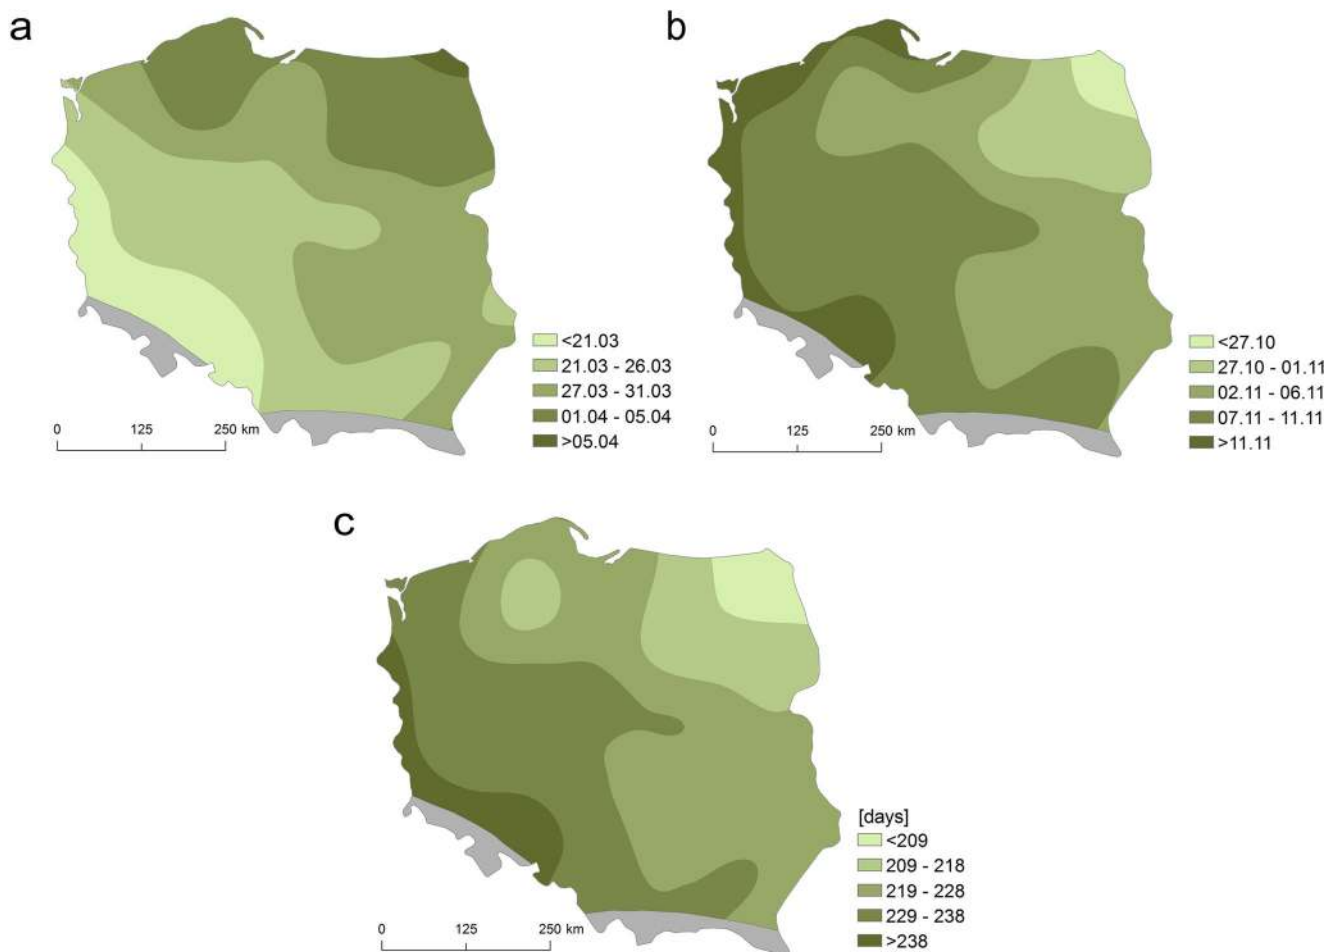 a
<21.03
21.03 - 26.03
27.03 - 31.03
01.04 - 05.04
>05.04
0 125 250 km
b
<27.10
27.10 - 01.11
02.11 - 06.11
07.11 - 11.11
>11.11
0 125 250 km
c
[days]
<209
209 - 218
219 - 228
229 - 238
>238
0 125 250 km